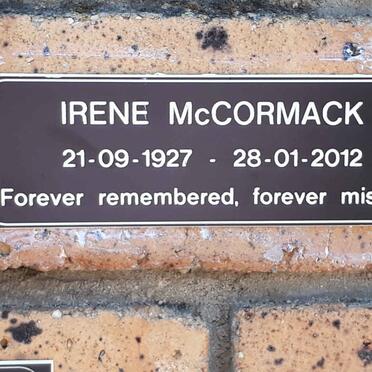 IRENE McCORMACK
21-09-1927 - 28-01-2012
Forever remembered, forever mis